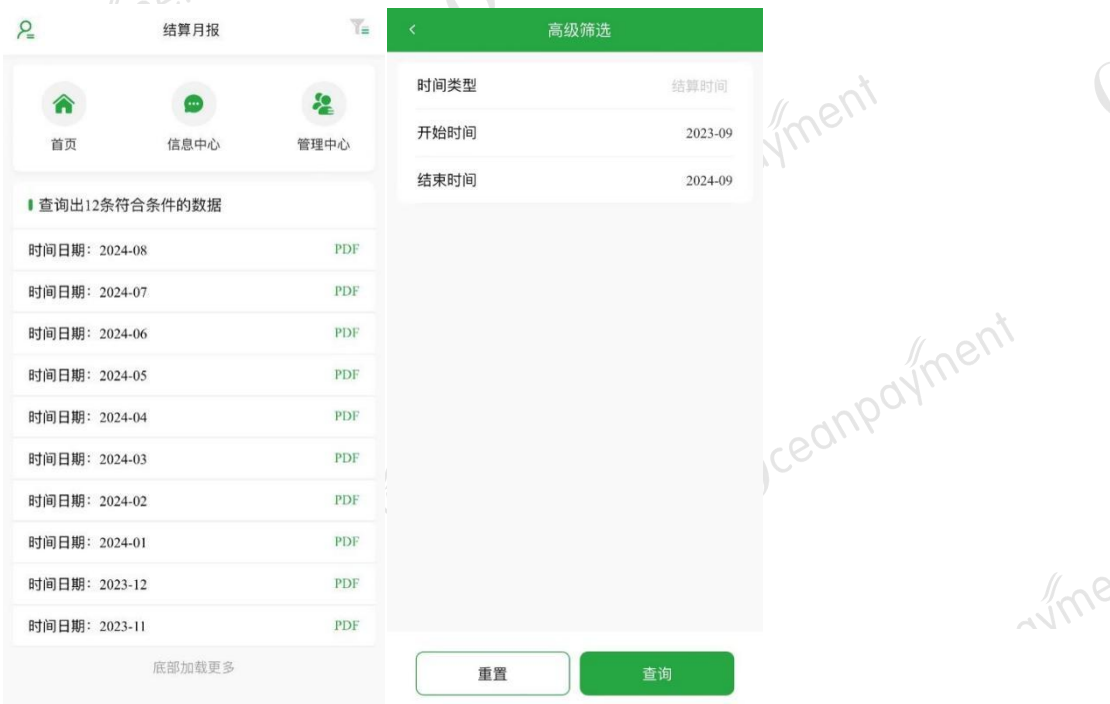 结算月报
首页
信息中心
管理中心
查询出12条符合条件的数据
时间日期：2024-08 PDF
时间日期：2024-07 PDF
时间日期：2024-06 PDF
时间日期：2024-05 PDF
时间日期：2024-04 PDF
时间日期：2024-03 PDF
时间日期：2024-02 PDF
时间日期：2024-01 PDF
时间日期：2023-12 PDF
时间日期：2023-11 PDF
底部加载更多
高级筛选
时间类型 结算时间
开始时间 2023-09
结束时间 2024-09
重置
查询
yment
ceanpayment
ayme